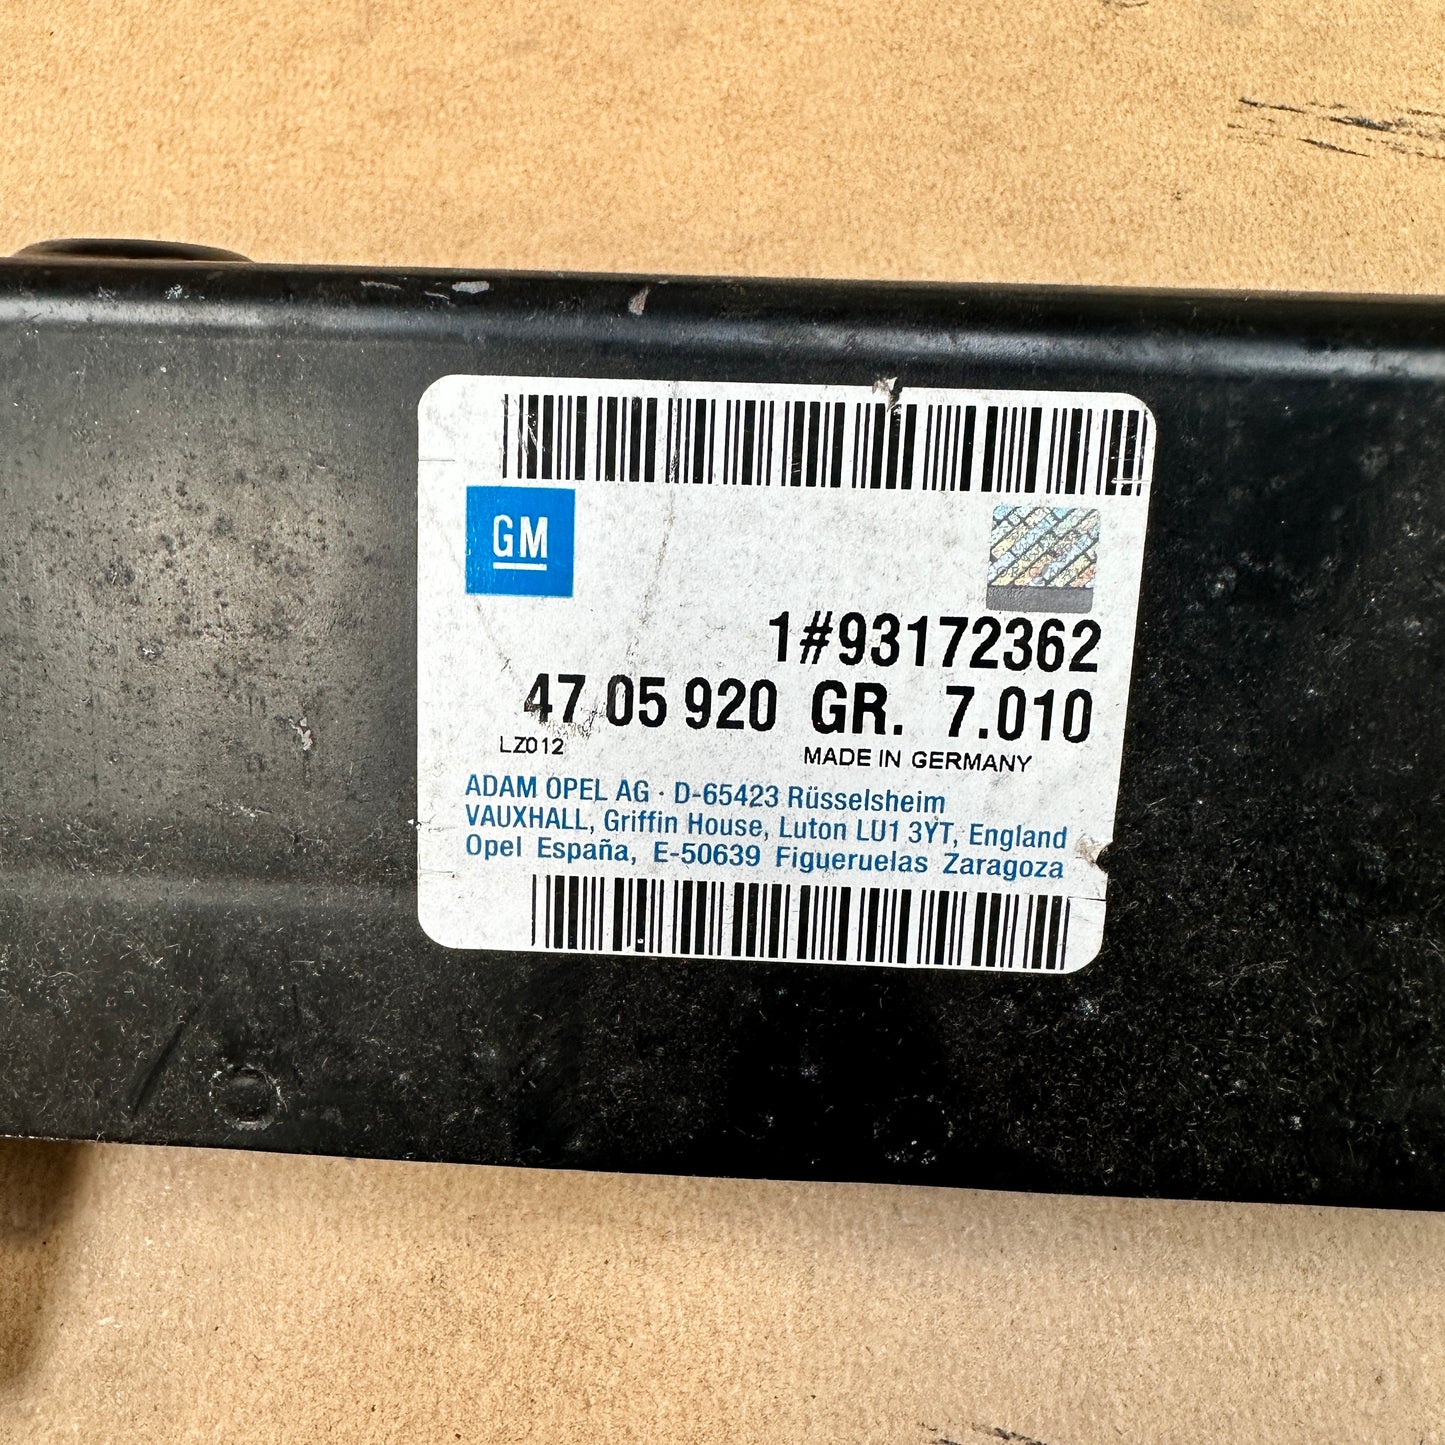 GM
1#93172362
47 05 920 GR. 7.010
LZ012 MADE IN GERMANY
ADAM OPEL AG · D-65423 Rüsselsheim
VAUXHALL, Griffin House, Luton LU1 3YT, England
Opel España, E-50639 Figueruelas Zaragoza